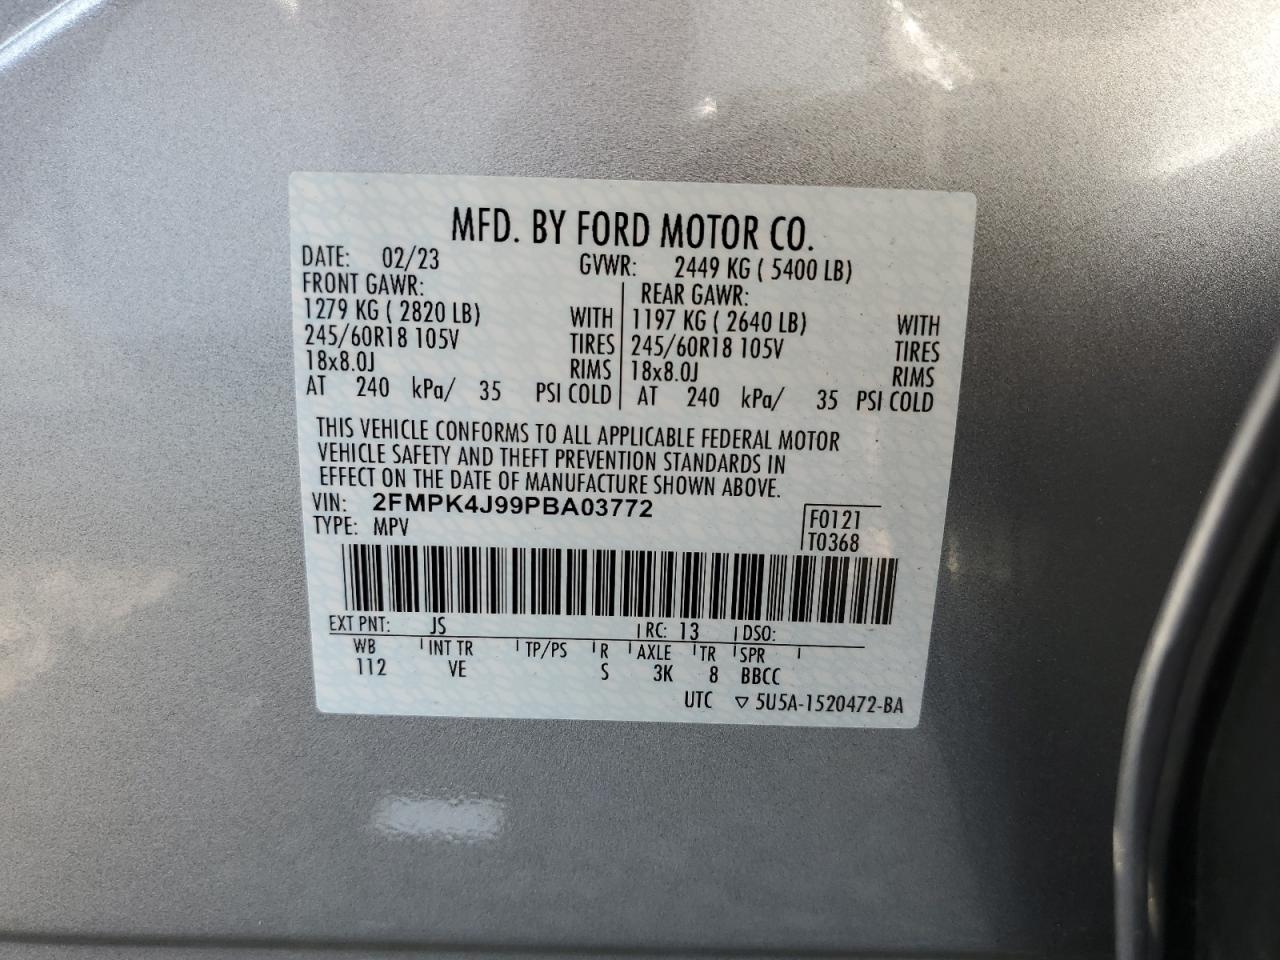 MFD. BY FORD MOTOR CO.
DATE: 02/23 GVWR: 2449 KG ( 5400 LB)
FRONT GAWR: REAR GAWR:
1279 KG ( 2820 LB) WITH 1197 KG ( 2640 LB) WITH
245/60R18 105V TIRES 245/60R18 105V TIRES
18x8.0J RIMS 18x8.0J RIMS
AT 240 kPa/ 35 PSI COLD AT 240 kPa/ 35 PSI COLD
THIS VEHICLE CONFORMS TO ALL APPLICABLE FEDERAL MOTOR
VEHICLE SAFETY AND THEFT PREVENTION STANDARDS IN
EFFECT ON THE DATE OF MANUFACTURE SHOWN ABOVE.
VIN: 2FMPK4J99PBA03772
TYPE: MPV
F0121
T0368
EXT PNT: JS RC: 13 DSO:
WB INT TR TP/PS R AXLE TR SPR
112 VE S 3K 8 BBCC
UTC ▽ 5U5A-1520472-BA